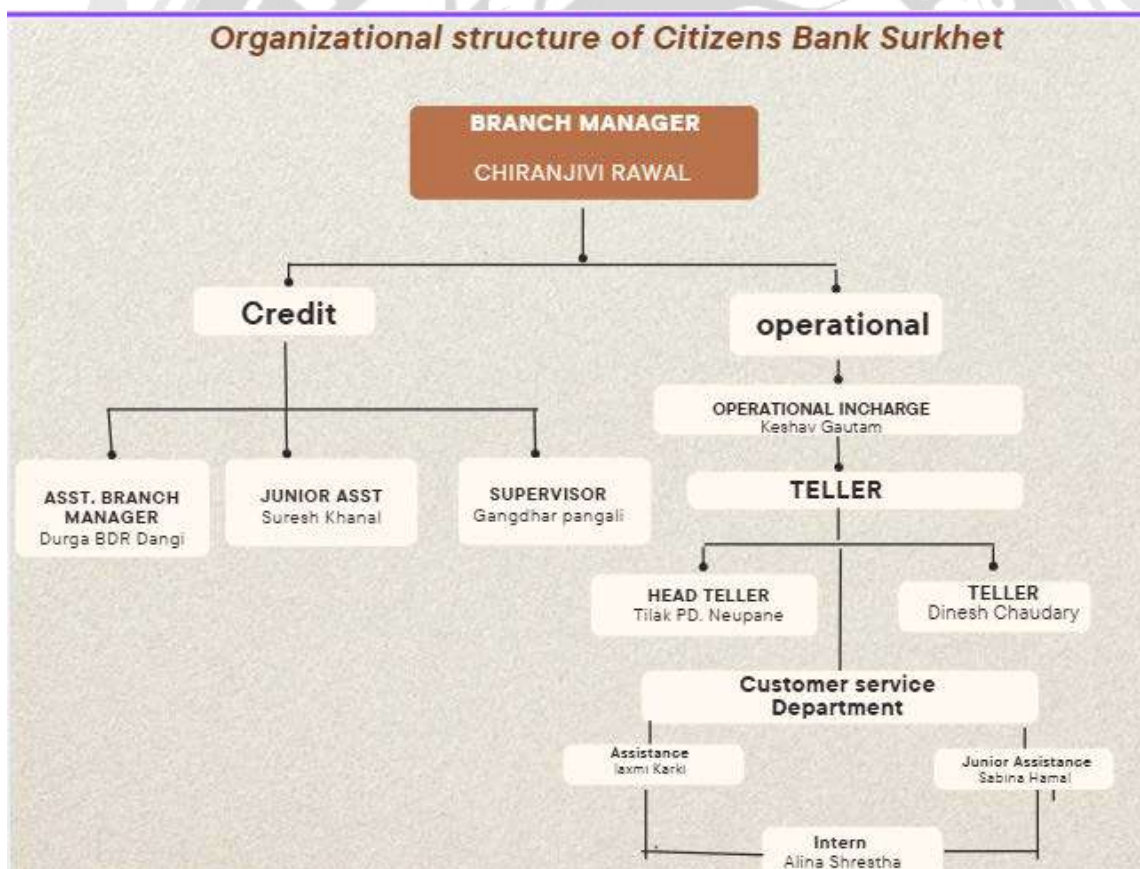 Organizational structure of Citizens Bank Surkhet
BRANCH MANAGER
CHIRANJIVI RAWAL
Credit
operational
OPERATIONAL INCHARGE
Keshav Gautam
TELLER
ASST. BRANCH
MANAGER
Durga BDR Dangi
JUNIOR ASST
Suresh Khanal
SUPERVISOR
Gangdhar pangali
HEAD TELLER
Tilak PD. Neupane
TELLER
Dinesh Chaudary
Customer service
Department
Assistance
laxmi Karki
Junior Assistance
Sabina Hamal
Intern
Alina Shrestha